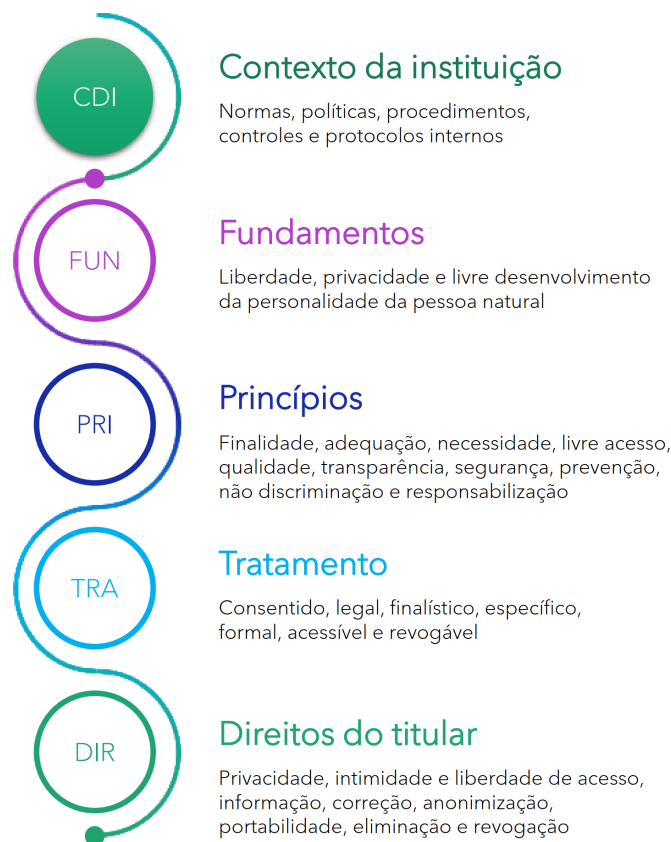 CDI
Contexto da instituição
Normas, políticas, procedimentos,
controles e protocolos internos
FUN
Fundamentos
Liberdade, privacidade e livre desenvolvimento
da personalidade da pessoa natural
PRI
Princípios
Finalidade, adequação, necessidade, livre acesso,
qualidade, transparência, segurança, prevenção,
não discriminação e responsabilização
TRA
Tratamento
Consentido, legal, finalístico, específico,
formal, acessível e revogável
DIR
Direitos do titular
Privacidade, intimidade e liberdade de acesso,
informação, correção, anonimização,
portabilidade, eliminação e revogação